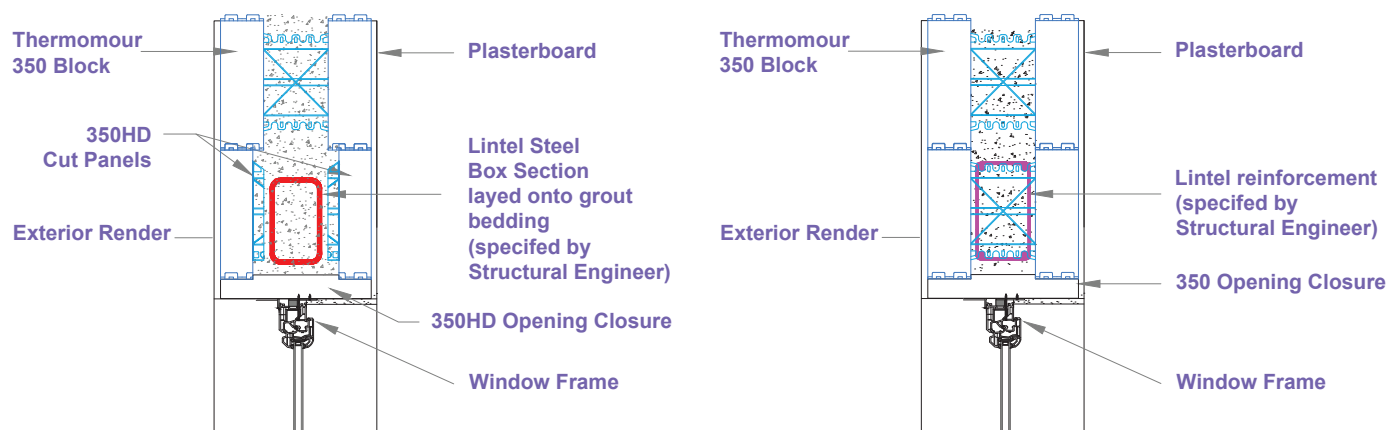 Thermomour
350 Block
Plasterboard
350HD
Cut Panels
Lintel Steel
Box Section
layed onto grout
bedding
(specifed by
Structural Engineer)
Exterior Render
350HD Opening Closure
Window Frame
Thermomour
350 Block
Plasterboard
Lintel reinforcement
(specifed by
Structural Engineer)
Exterior Render
350 Opening Closure
Window Frame